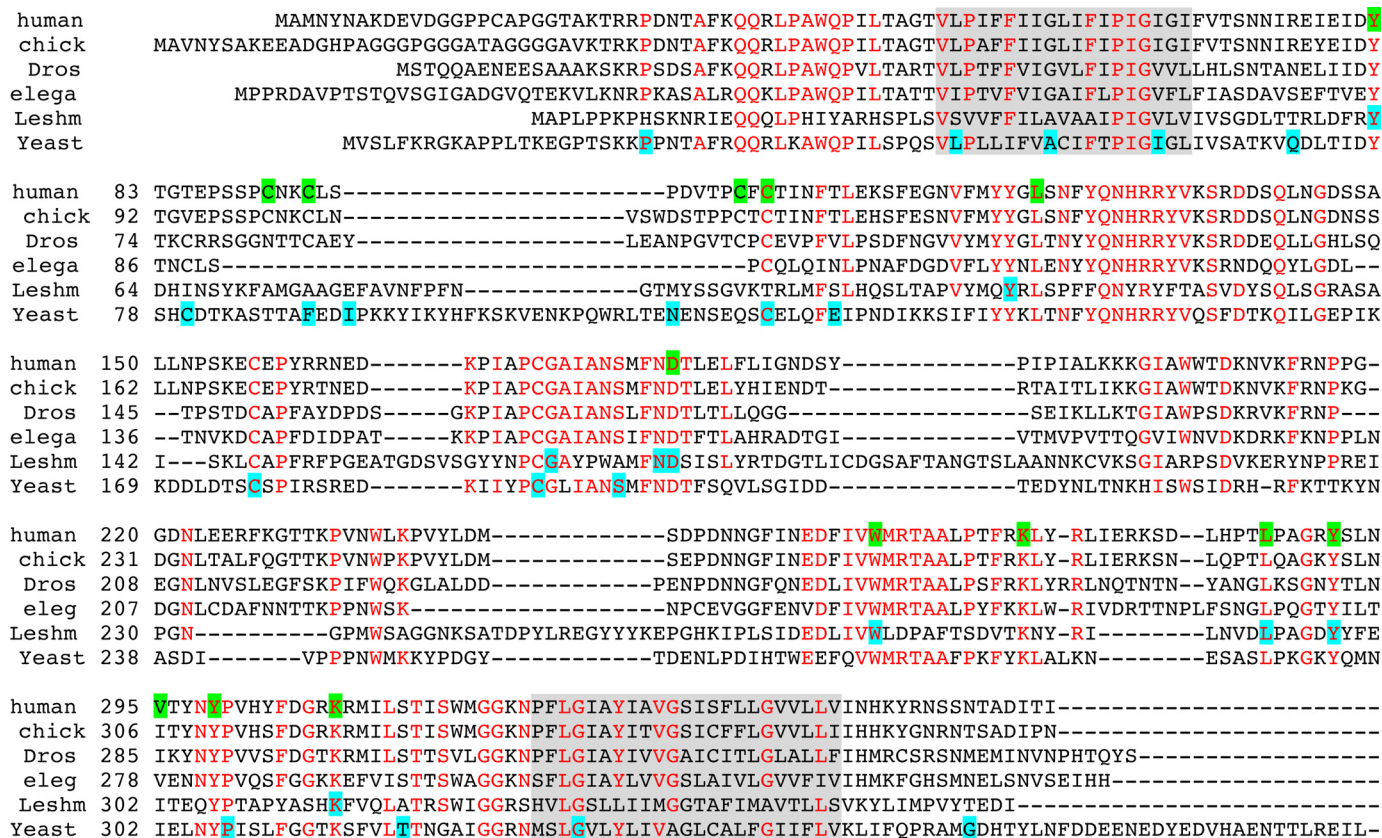 human MAMNYNAKDEVDGGPPCAPGGTAKTRRPDNTAFKQQRLPAWQPILTAGTVLPIFFIIGLIFIPIGIGIFVTSNNIREIEIDY
chick MAVNYSAKEEADGHPAGGGPGGGATAGGGGAVKTRKPDNTAFKQQRLPAWQPILTAGTVLPAFFIIGLIFIPIGIGIFVTSNNIREYEIDY
Dros MSTQQAENEESAAAKSKRPSDSAFKQQRLPAWQPVLTARTVLPTFFVIGVLFIPIGVVLLHLSNTANELIIDY
elega MPPRDAVPTSTQVSGIGADGVQTEKVLKNRPKASALRQQKLPAWQPILTATTVIPTVFVIGAIFLPIGVFLFIASDAVSEFTVEY
Leshm MAPLPPKPHSKNRIEQQQLPHIYARHSPLSVSVVFFILAVAAIPIGVLVIVSGDLTTRLDFRY
Yeast MVSLFKRGKAPPLTKEGPTSKKPPNTAFRQQRLKAWQPILSPQSVLPLLIFVACIFTPIGIGLIVSATKVQDLTIDY
human 83 TGTEPSSPCNKCLS------------------------PDVTPCFCTINFTLEKSFEGNVFMYYGLSNFYQNHRRYVKSRDDSQLNGDSSA
chick 92 TGVEPSSPCNKCLN---------------------VSWDSTPPCTCTINFTLEHSFESNVFMYYGLSNFYQNHRRYVKSRDDSQLNGDNSS
Dros 74 TKCRRSGGNTTCAEY--------------------LEANPGVTCPCEVPFVLPSDFNGVVYMYYGLTNYYQNHRRYVKSRDDEQLLGHLSQ
elega 86 TNCLS---------------------------------------PCQLQINLPNAFDGDVFLYYNLENYYQNHRRYVKSRNDQQYLGDL--
Leshm 64 DHINSYKFAMGAAGEFAVNFPFN------------GTMYSSGVKTRLMFSLHQSLTAPVYMQYRLSPFFQNYRYFTASVDYSQLSGRASA
Yeast 78 SHCDTKASTTAFEDIPKKYIKYHFKSKVENKPQWRLTENENSEQSCELQFEIPNDIKKSIFIYYKLTNFYQNHRRYVQSFDTKQILGEPIK
human 150 LLNPSKECEPYRRNED-------KPIAPCGAIANSMFNDTLELFLIGNDSY-------------PIPIALKKKGIAWWTDKNVKFRNPPG-
chick 162 LLNPSKECEPYRTNED-------KPIAPCGAIANSMFNDTLELYHIENDT--------------RTAITLIKKGIAWWTDKNVKFRNPKG-
Dros 145 --TPSTDCAPFAYDPDS------GKPIAPCGAIANSLFNDTLTLLQGG----------------SEIKLLKTGIAWPSDKRVKFRNP---
elega 136 --TNVKDCAPFDIDPAT------KKPIAPCGAIANSIFNDTFTLAHRADTGI------------VTMVPVTTQGVIWNVDKDRKFKNPPLN
Leshm 142 I---SKLCAPFRFPGEATGDSVSGYYNPCGAYPWAMFNDSISLYRTDGTLICDGSAFTANGTSLAANNKCVKSGIARPSDVKERYNPPREI
Yeast 169 KDDLDTSCSPIRSRED-------KIIYPCGLIANSMFNDTFSQVLSGIDD--------------TEDYNLTNKHISWSIDRH-RFKTTKYN
human 220 GDNLEERFKGTTKPVNWLKPVYLDM-------------SDPDNNGFINEDFIVWMRTAALPTFRKLY-RLIERKSD--LHPTLPAGRYSLN
chick 231 DGNLTALFQGTTKPVNWPKPVYLDM-------------SEPDNNGFINEDFIVWMRTAALPTFRKLY-RLIERKSN--LQPTLQAGKYSLN
Dros 208 EGNLNVSLEGFSKPIFWQKGLALDD-------------PENPDNNGFQNEDLIVWMRTAALPSFRKLYRRLNQTNTN--YANGLKSGNYTLN
eleg 207 DGNLCDAFNNTTKPPNWSK-------------------NPCEVGGFENVDFIVWMRTAALPYFKKLW-RIVDRTTNPLFSNGLPQGTYILT
Leshm 230 PGN----------GPMWSAGGNKSATDPYLREGYYYKEPGHKIPLSIDEDLIVWLDPAFTSDVTKNY-RI------LNVDLPAGDYYFE
Yeast 238 ASDI-------VPPPNWMKKYPDGY-------------TDENLPDIHTWEEFQVWMRTAAFPKFYKLALKN------ESASLPKGKYQMN
human 295 VTYNYPVHYFDGRKRMILSTISWMGGKNPFLGIAYIAVGSISFLLGVVLLVINHKYRNSSNTADITI------------------------
chick 306 ITYNYPVHSFDGRKRMILSTISWMGGKNPFLGIAYITVGSICFFLGVVLLIIHHKYGNRNTSADIPN------------------------
Dros 285 IKYNYPVVSFDGTKRMILSTTSVLGGKNPFLGIAYIVVGAICITLGLALLFIHMRCSRSNMEMINVNPHTQYS------------------
eleg 278 VENNYPVQSFGGKKEFVISTTSWAGGKNSFLGIAYLVVGSLAIVLGVVFIVIHMKFGHSMNELSNVSEIHH--------------------
Leshm 302 ITEQYPTAPYASHKFVQLATRSWIGGRSHVLGSLLIIMGGTAFIMAVTLLSVKYLIMPVYTEDI---------------------------
Yeast 302 IELNYPISLFGGTKSFVLTTNGAIGGRNMSLGVLYLIVAGLCALFGIIFLVKLIFQPRAMGDHTYLNFDDEENEDYEDVHAENTTLREIL-